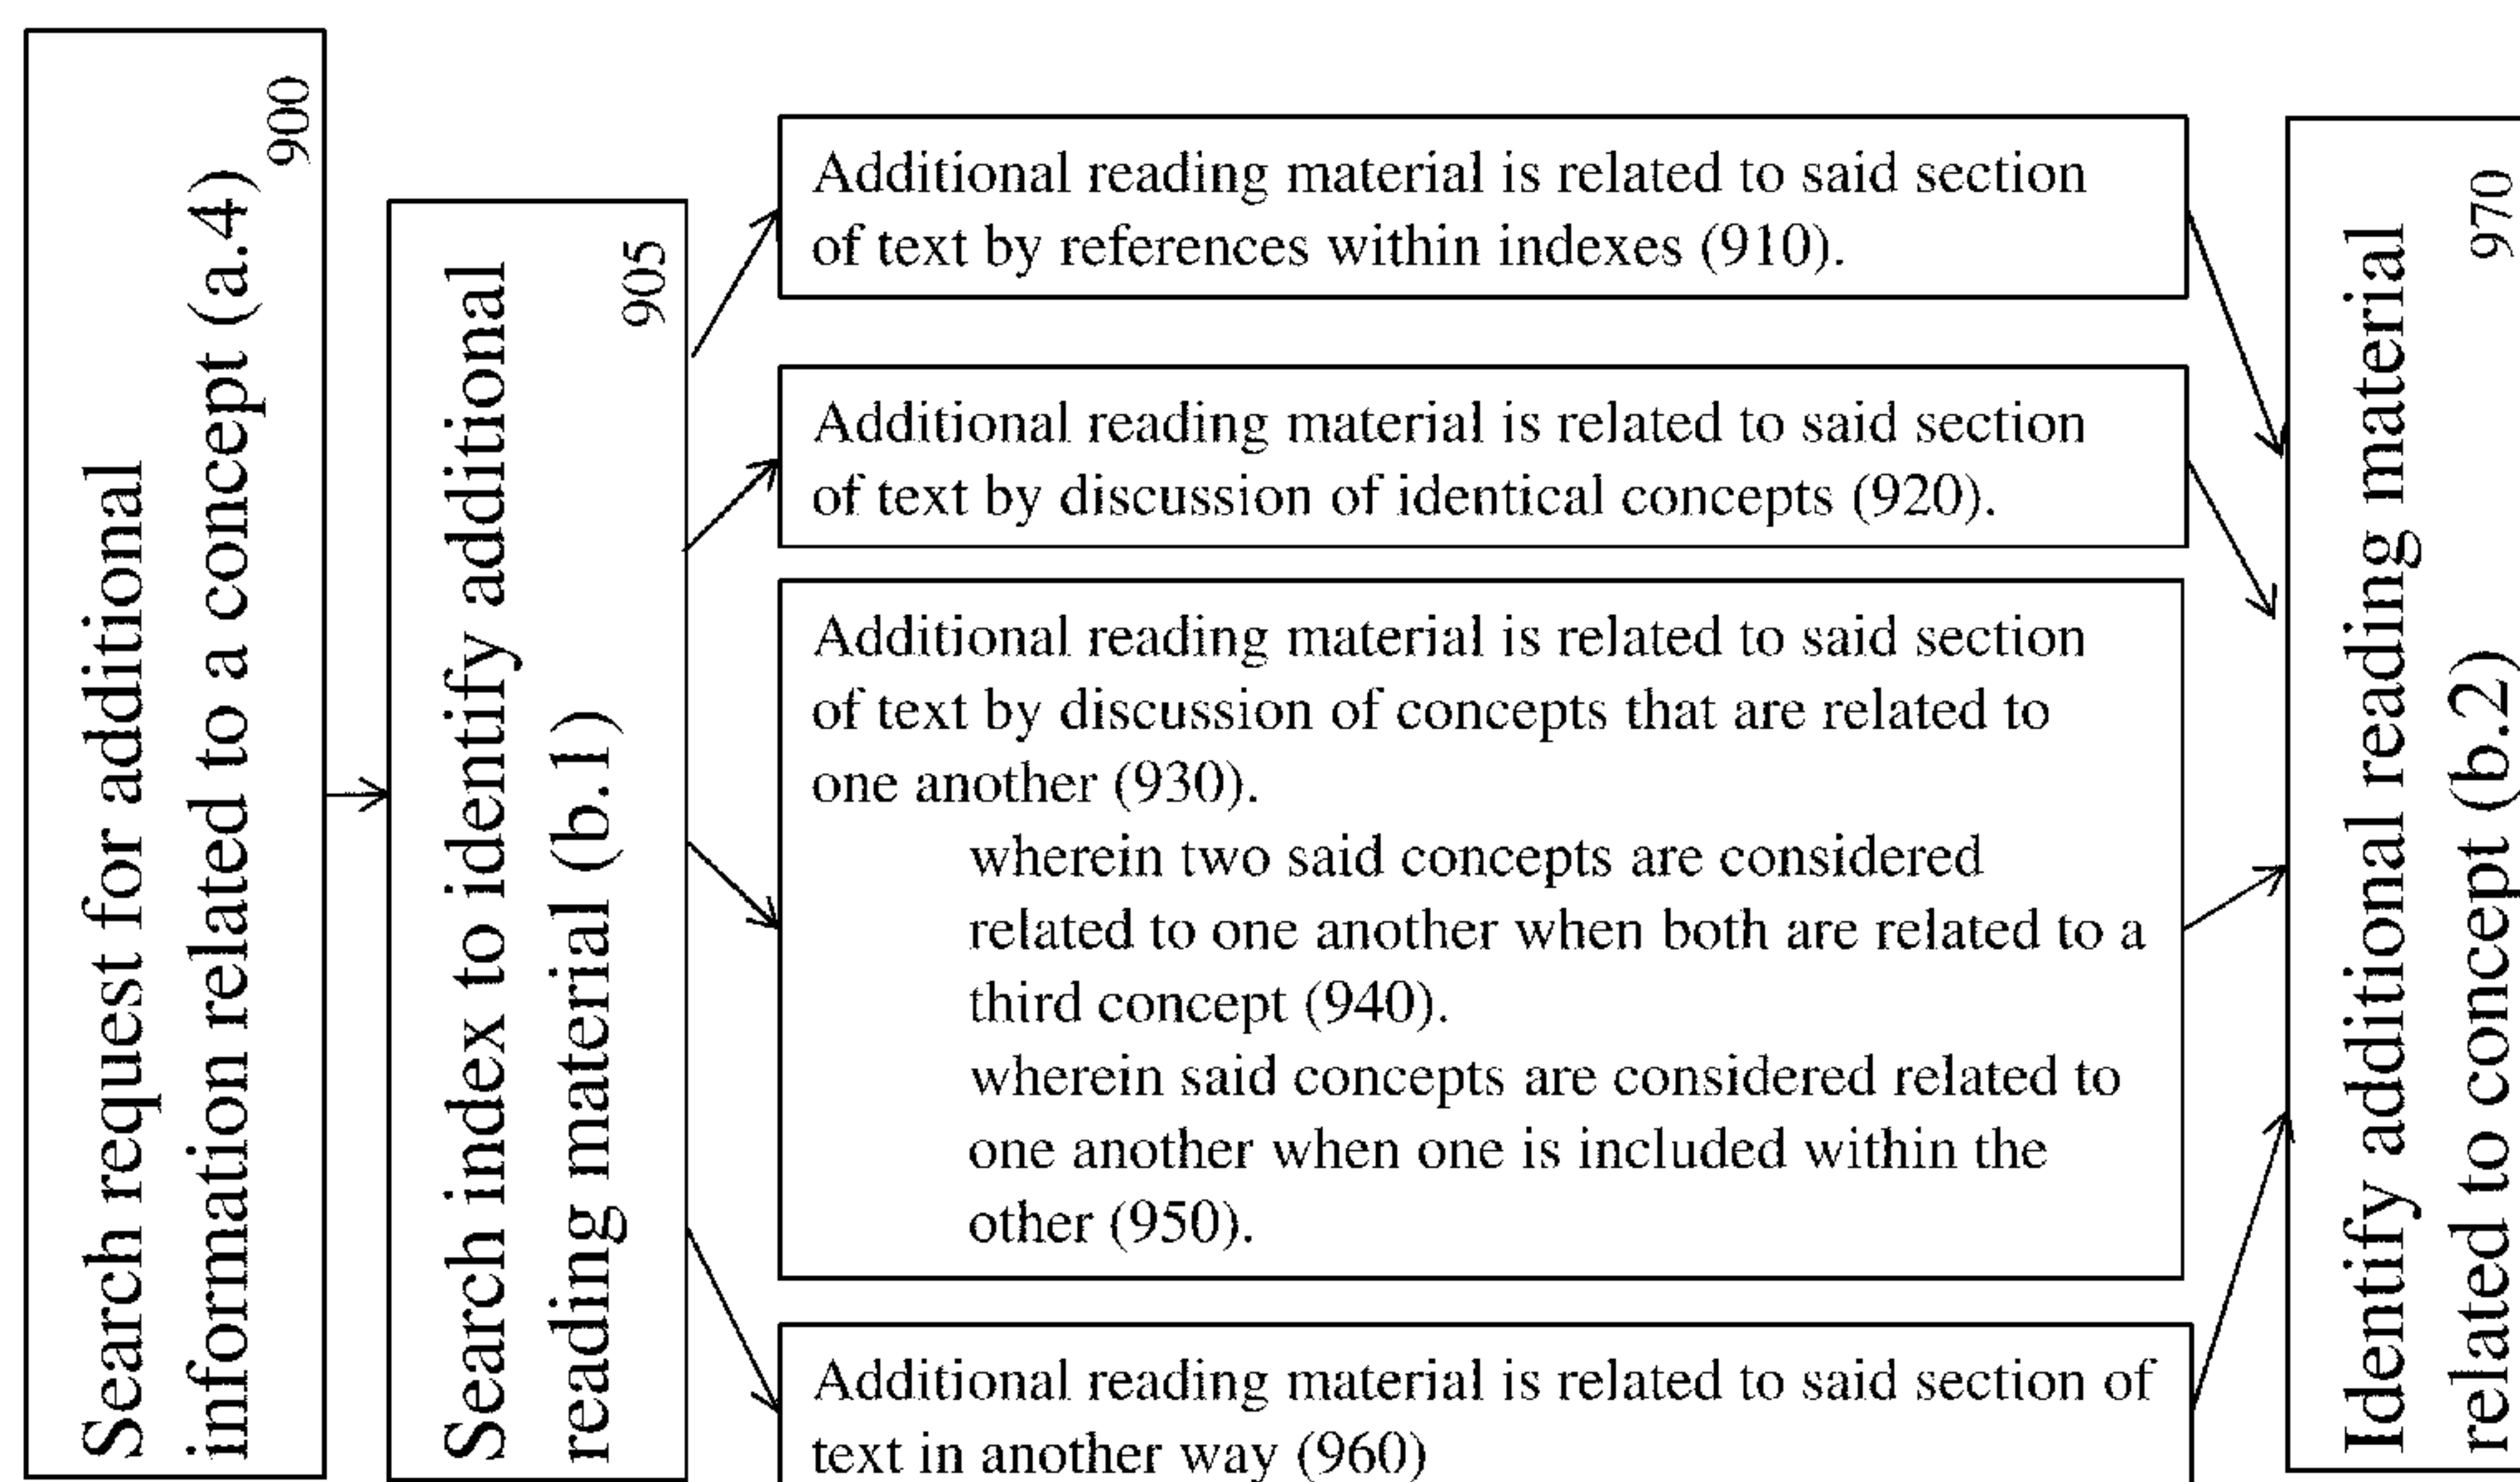 Search request for additional
information related to a concept (a.4)
900
Search index to identify additional
reading material (b.1)
905
Additional reading material is related to said section
of text by references within indexes (910).
Additional reading material is related to said section
of text by discussion of identical concepts (920).
Additional reading material is related to said section
of text by discussion of concepts that are related to
one another (930).
wherein two said concepts are considered
related to one another when both are related to a
third concept (940).
wherein said concepts are considered related to
one another when one is included within the
other (950).
Additional reading material is related to said section of
text in another way (960)
Identify additional reading material
related to concept (b.2)
970